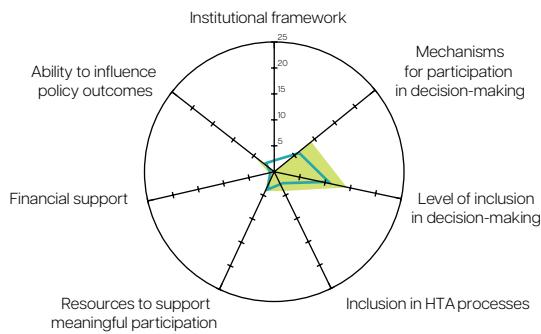 Institutional framework
25
20
15
10
5
Mechanisms
for participation
in decision-making
Ability to influence
policy outcomes
Financial support
Level of inclusion
in decision-making
Resources to support
meaningful participation
Inclusion in HTA processes